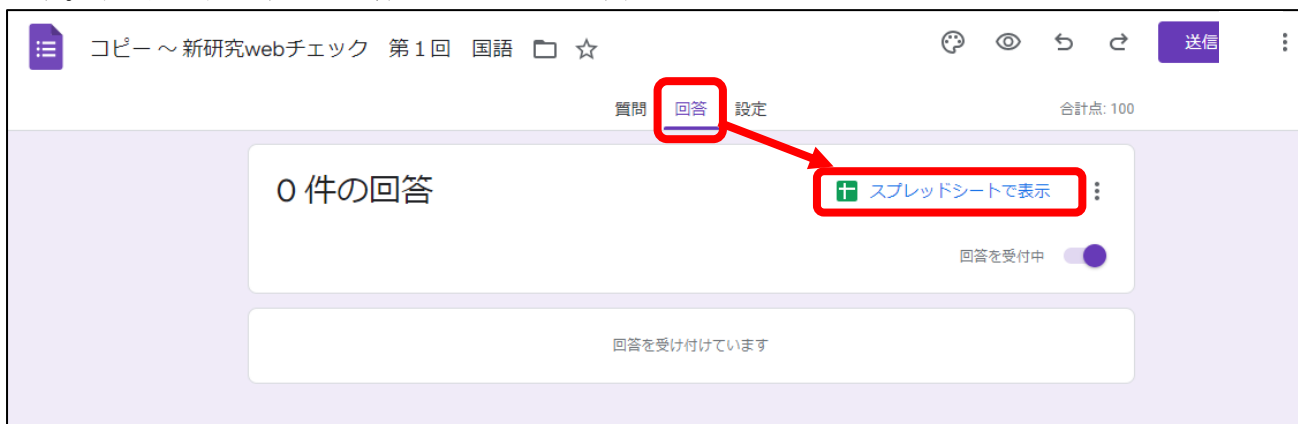 コピー ～ 新研究webチェック 第１回 国語
送信
質問 回答 設定
合計点: 100
0 件の回答
スプレッドシートで表示
回答を受付中
回答を受け付けています